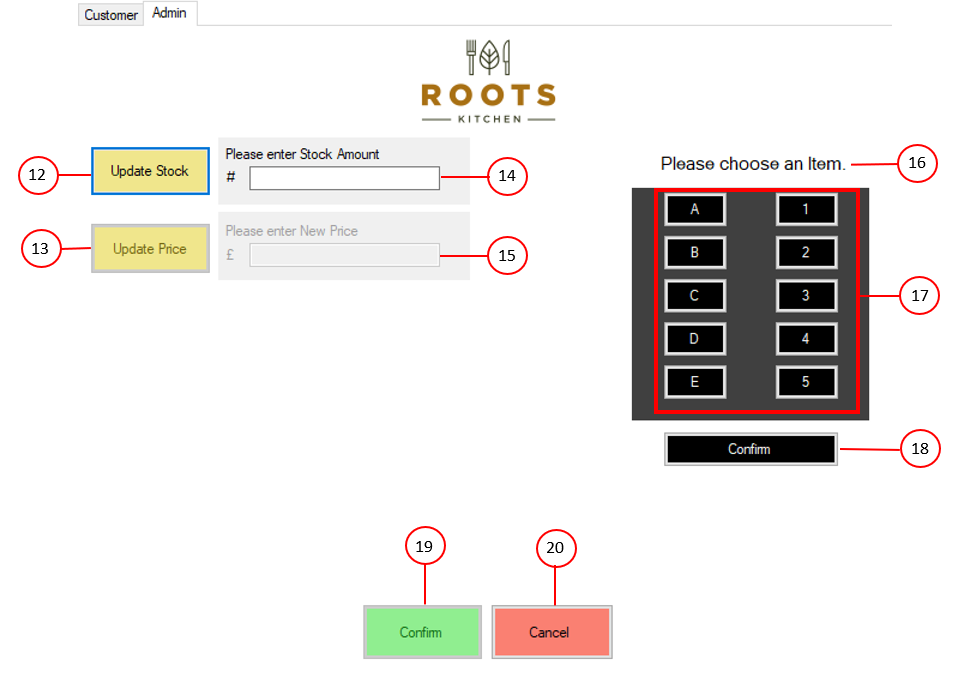 Customer
Admin
ROOTS
KITCHEN
12
Update Stock
Please enter Stock Amount
#
14
13
Update Price
Please enter New Price
£
15
Please choose an Item.
16
A
1
B
2
C
3
D
4
E
5
17
Confirm
18
19
20
Confirm
Cancel